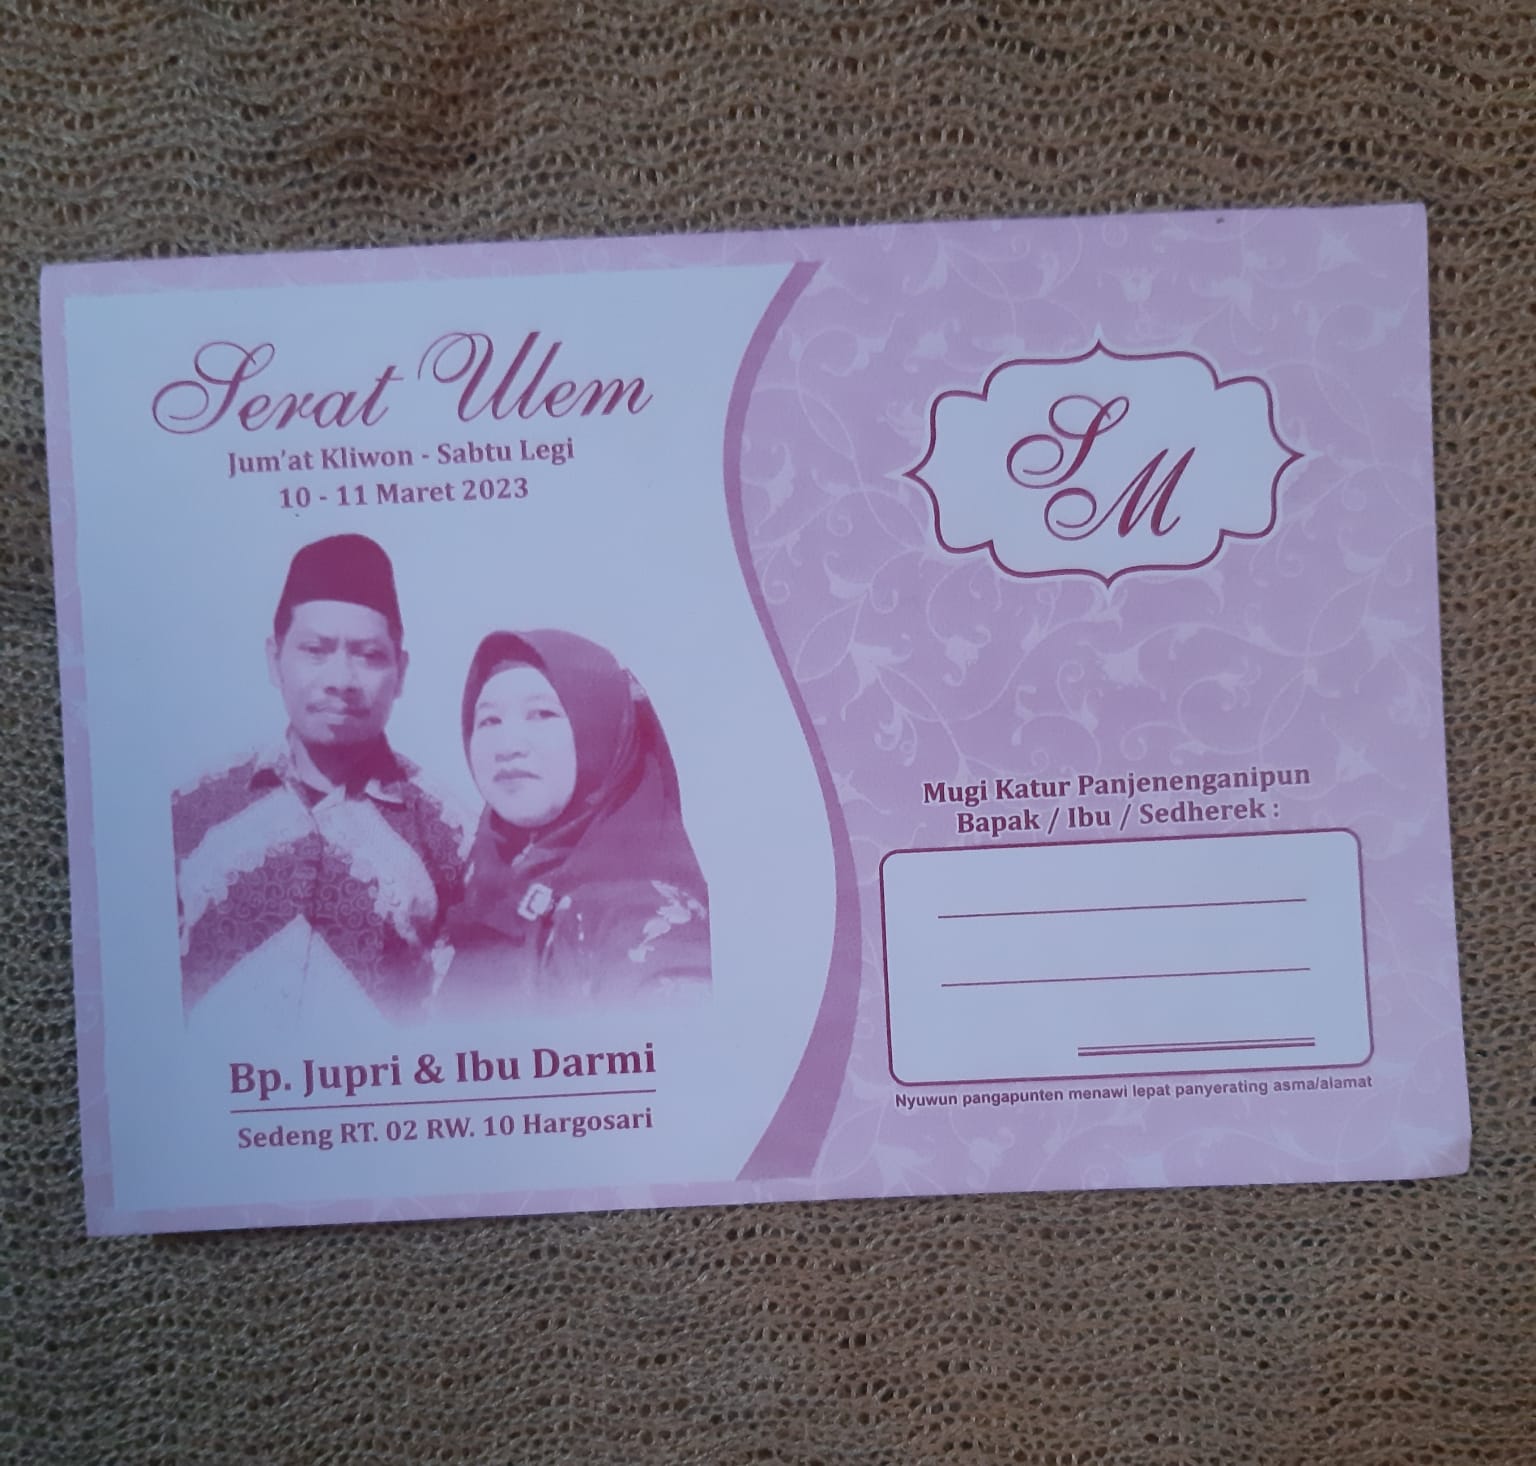 Serat Ulem
Jum'at Kliwon - Sabtu Legi
10 - 11 Maret 2023
Bp. Jupri & Ibu Darmi
Sedeng RT. 02 RW. 10 Hargosari
S
M
Mugi Katur Panjenenganipun
Bapak / Ibu / Sedherek :
Nyuwun pangapunten menawi lepat panyerating asma/alamat